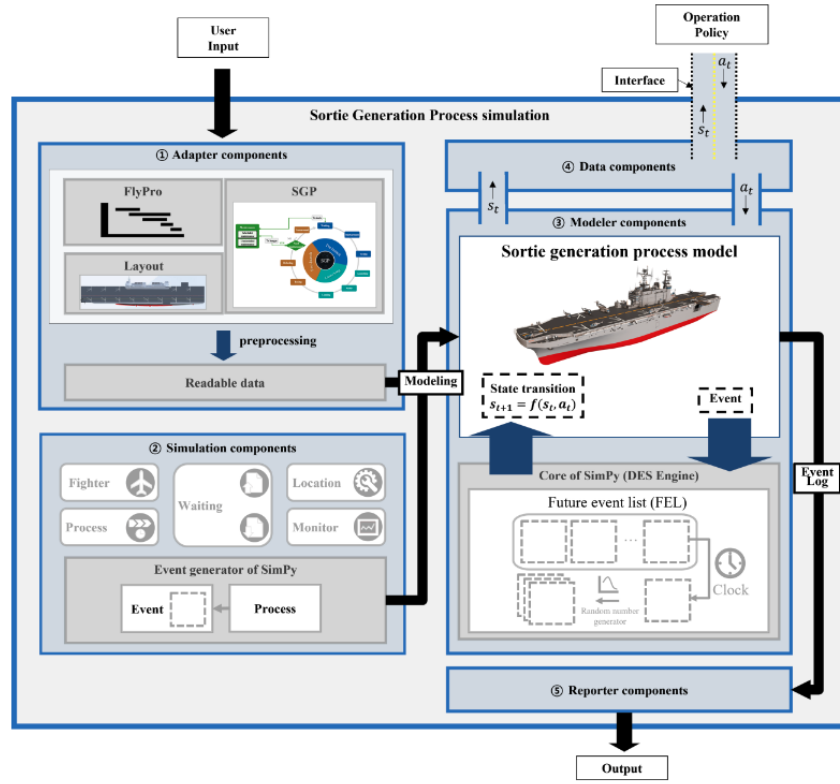 User
Input
Operation
Policy
Interface
a_t
s_t
Sortie Generation Process simulation
① Adapter components
FlyPro
SGP
SGP
Layout
preprocessing
Readable data
Modeling
② Simulation components
Fighter
Waiting
Location
Process
Monitor
Event generator of SimPy
Event
Process
④ Data components
s_t
a_t
③ Modeler components
Sortie generation process model
State transition
s_{t+1} = f(s_t, a_t)
Event
Core of SimPy (DES Engine)
Future event list (FEL)
...
Clock
Random number
generator
Event
Log
⑤ Reporter components
Output